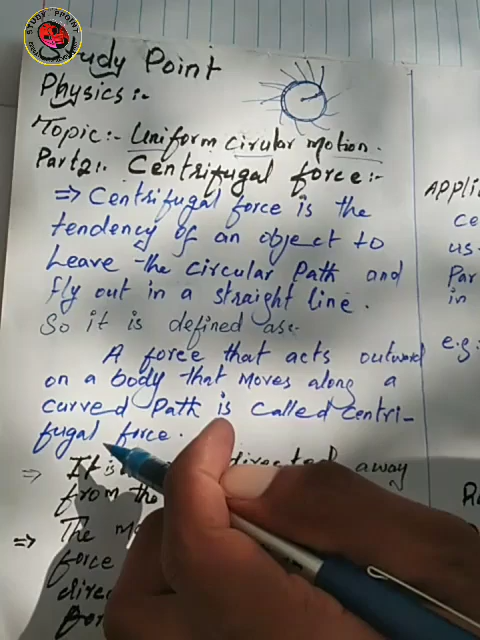 STUDY PPOINT
Study Point
Physics:-
Topic:- Uniform cirular motion.
Part 2:. Centrifugal force:-
⇒ Centrifugal force is the
tendency of an object to
Leave the circular Path and
fly out in a straight line.
So it is defined as:-
A force that acts outward
on a body that moves along a
curved Path is called centri-
fugal force.
⇒ It is directed away
from the
⇒ The
force
Appli
ce
us
Par
in
e.g: